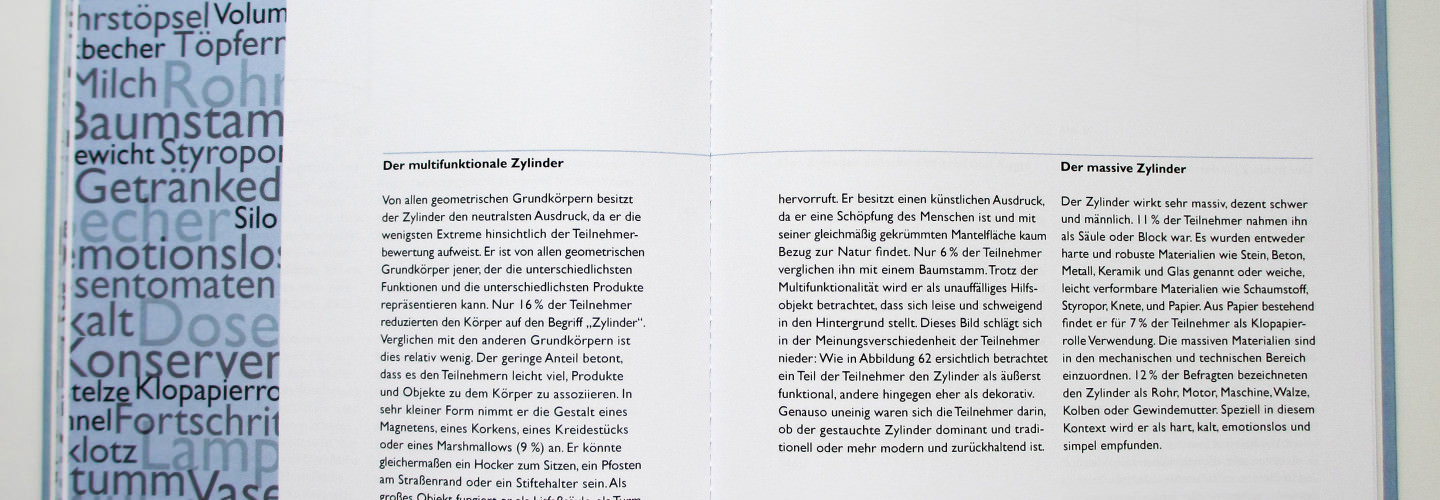 Volum
becher Töpfern
Milch Rohr
Baumstam
ewicht Styropor
Getränked
Silo
emotionslos
sentomaten
kalt Dose
Konserven
telze Klopapierro
Fortschrit
klotz Lamp
tumm Vase
Der multifunktionale Zylinder
Von allen geometrischen Grundkörpern besitzt
der Zylinder den neutralsten Ausdruck, da er die
wenigsten Extreme hinsichtlich der Teilnehmer-
bewertung aufweist. Er ist von allen geometrischen
Grundkörper jener, der die unterschiedlichsten
Funktionen und die unterschiedlichsten Produkte
repräsentieren kann. Nur 16 % der Teilnehmer
reduzierten den Körper auf den Begriff „Zylinder“.
Verglichen mit den anderen Grundkörpern ist
dies relativ wenig. Der geringe Anteil betont,
dass es den Teilnehmern leicht viel, Produkte
und Objekte zu dem Körper zu assoziieren. In
sehr kleiner Form nimmt er die Gestalt eines
Magnetens, eines Korkens, eines Kreidestücks
oder eines Marshmallows (9 %) an. Er könnte
gleichermaßen ein Hocker zum Sitzen, ein Pfosten
am Straßenrand oder ein Stiftehalter sein. Als
großes Objekt fungiert er als Litfaßsäule, als Turm
hervorruft. Er besitzt einen künstlichen Ausdruck,
da er eine Schöpfung des Menschen ist und mit
seiner gleichmäßig gekrümmten Mantelfläche kaum
Bezug zur Natur findet. Nur 6 % der Teilnehmer
verglichen ihn mit einem Baumstamm. Trotz der
Multifunktionalität wird er als unauffälliges Hilfs-
objekt betrachtet, dass sich leise und schweigend
in den Hintergrund stellt. Dieses Bild schlägt sich
in der Meinungsverschiedenheit der Teilnehmer
nieder: Wie in Abbildung 62 ersichtlich betrachtet
ein Teil der Teilnehmer den Zylinder als äußerst
funktional, andere hingegen eher als dekorativ.
Genauso uneinig waren sich die Teilnehmer darin,
ob der gestauchte Zylinder dominant und tradi-
tionell oder mehr modern und zurückhaltend ist.
Der massive Zylinder
Der Zylinder wirkt sehr massiv, dezent schwer
und männlich. 11 % der Teilnehmer nahmen ihn
als Säule oder Block war. Es wurden entweder
harte und robuste Materialien wie Stein, Beton,
Metall, Keramik und Glas genannt oder weiche,
leicht verformbare Materialien wie Schaumstoff,
Styropor, Knete, und Papier. Aus Papier bestehend
findet er für 7 % der Teilnehmer als Klopapier-
rolle Verwendung. Die massiven Materialien sind
in den mechanischen und technischen Bereich
einzuordnen. 12 % der Befragten bezeichneten
den Zylinder als Rohr, Motor, Maschine, Walze,
Kolben oder Gewindemutter. Speziell in diesem
Kontext wird er als hart, kalt, emotionslos und
simpel empfunden.